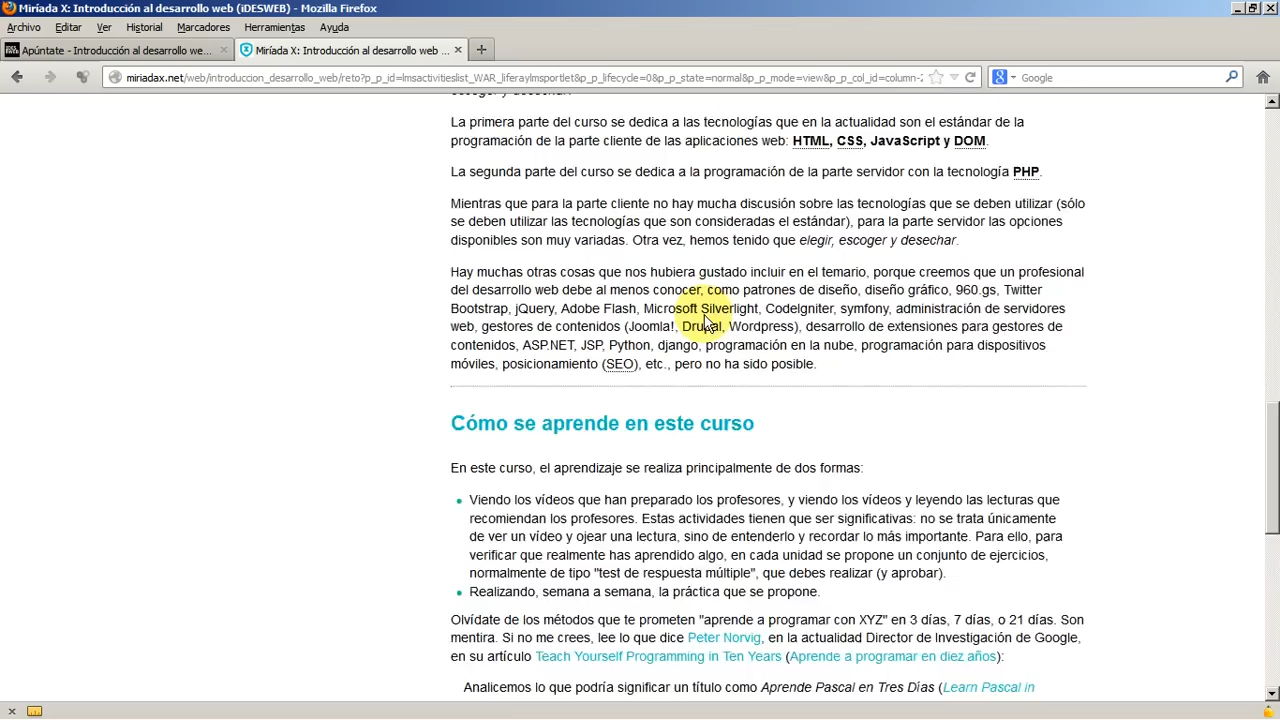 Miríada X: Introducción al desarrollo web (iDESWEB) - Mozilla Firefox
Archivo Editar Ver Historial Marcadores Herramientas Ayuda
Apúntate - Introducción al desarrollo we... Miríada X: Introducción al desarrollo web ...
miriadax.net/web/introduccion_desarrollo_web/reto?p_p_id=lmsactivitieslist_WAR_liferaylmsportlet&p_p_lifecycle=0&p_p_state=normal&p_p_mode=view&p_p_col_id=column-2 Google
escoger y desechar.
La primera parte del curso se dedica a las tecnologías que en la actualidad son el estándar de la
programación de la parte cliente de las aplicaciones web: HTML, CSS, JavaScript y DOM.
La segunda parte del curso se dedica a la programación de la parte servidor con la tecnología PHP.
Mientras que para la parte cliente no hay mucha discusión sobre las tecnologías que se deben utilizar (sólo
se deben utilizar las tecnologías que son consideradas el estándar), para la parte servidor las opciones
disponibles son muy variadas. Otra vez, hemos tenido que elegir, escoger y desechar.
Hay muchas otras cosas que nos hubiera gustado incluir en el temario, porque creemos que un profesional
del desarrollo web debe al menos conocer, como patrones de diseño, diseño gráfico, 960.gs, Twitter
Bootstrap, jQuery, Adobe Flash, Microsoft Silverlight, CodeIgniter, symfony, administración de servidores
web, gestores de contenidos (Joomla!, Drupal, Wordpress), desarrollo de extensiones para gestores de
contenidos, ASP.NET, JSP, Python, django, programación en la nube, programación para dispositivos
móviles, posicionamiento (SEO), etc., pero no ha sido posible.
Cómo se aprende en este curso
En este curso, el aprendizaje se realiza principalmente de dos formas:
Viendo los vídeos que han preparado los profesores, y viendo los vídeos y leyendo las lecturas que
recomiendan los profesores. Estas actividades tienen que ser significativas: no se trata únicamente
de ver un vídeo y ojear una lectura, sino de entenderlo y recordar lo más importante. Para ello, para
verificar que realmente has aprendido algo, en cada unidad se propone un conjunto de ejercicios,
normalmente de tipo "test de respuesta múltiple", que debes realizar (y aprobar).
Realizando, semana a semana, la práctica que se propone.
Olvídate de los métodos que te prometen "aprende a programar con XYZ" en 3 días, 7 días, o 21 días. Son
mentira. Si no me crees, lee lo que dice Peter Norvig, en la actualidad Director de Investigación de Google,
en su artículo Teach Yourself Programming in Ten Years (Aprende a programar en diez años):
Analicemos lo que podría significar un título como Aprende Pascal en Tres Días (Learn Pascal in